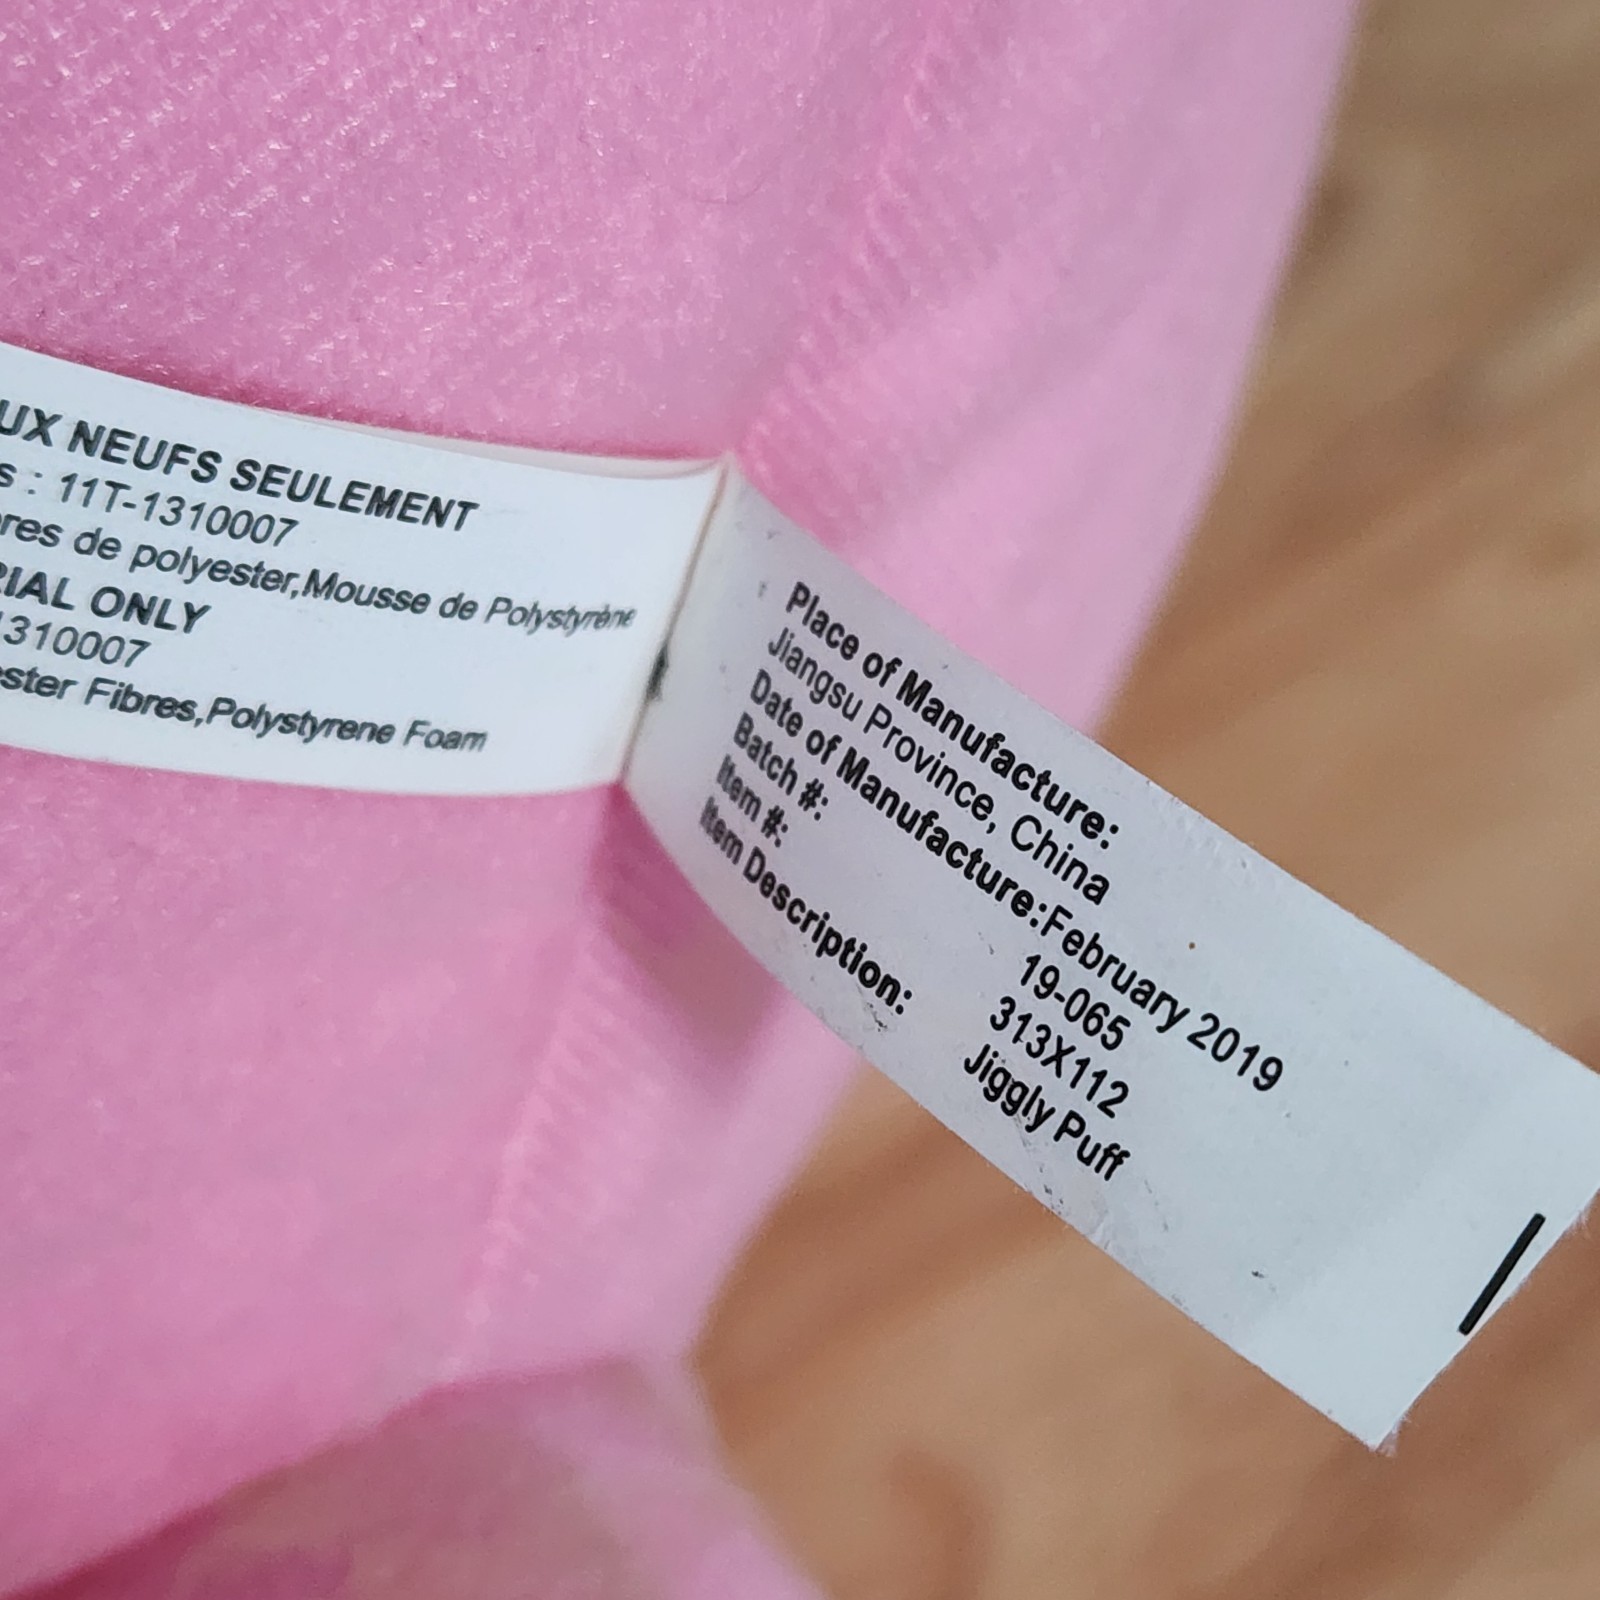 UX NEUFS SEULEMENT
s : 11T-1310007
res de polyester,Mousse de Polystyrène
RIAL ONLY
1310007
ester Fibres,Polystyrene Foam
Place of Manufacture:
Jiangsu Province, China
Date of Manufacture:February 2019
Batch #: 19-065
Item #: 313X112
Item Description: Jiggly Puff